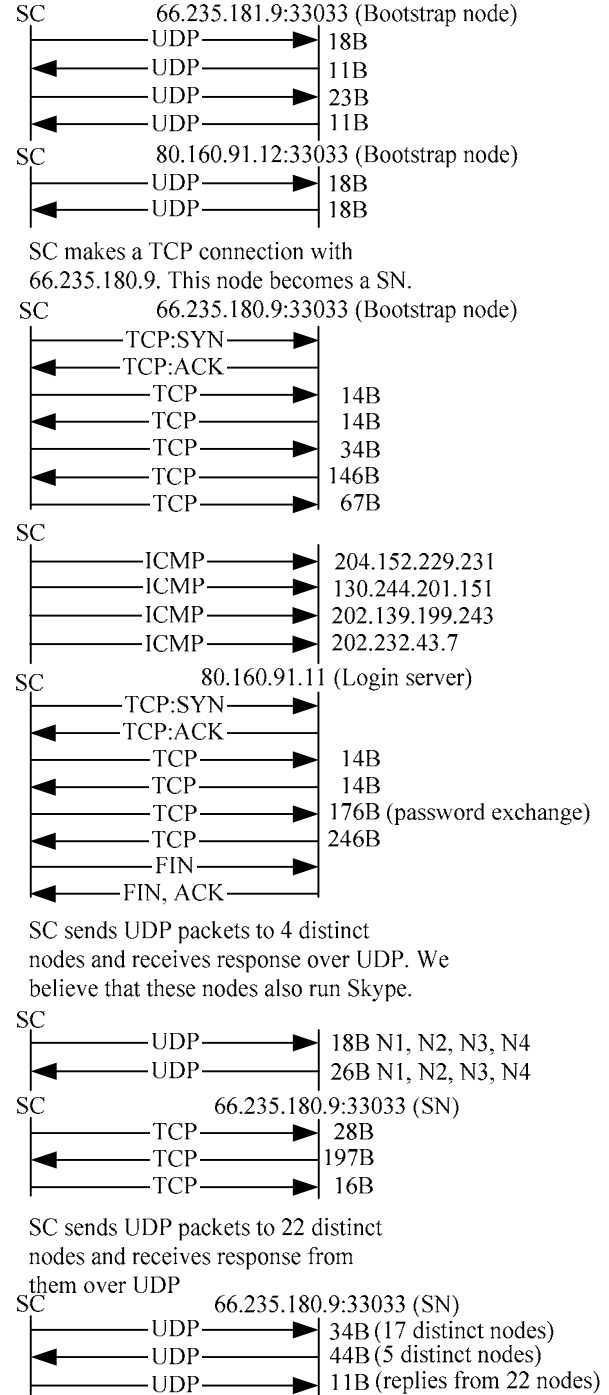 SC 66.235.181.9:33033 (Bootstrap node)
UDP 18B
UDP 11B
UDP 23B
UDP 11B
SC 80.160.91.12:33033 (Bootstrap node)
UDP 18B
UDP 18B
SC makes a TCP connection with
66.235.180.9. This node becomes a SN.
SC 66.235.180.9:33033 (Bootstrap node)
TCP:SYN
TCP:ACK
TCP 14B
TCP 14B
TCP 34B
TCP 146B
TCP 67B
SC
ICMP 204.152.229.231
ICMP 130.244.201.151
ICMP 202.139.199.243
ICMP 202.232.43.7
SC 80.160.91.11 (Login server)
TCP:SYN
TCP:ACK
TCP 14B
TCP 14B
TCP 176B (password exchange)
TCP 246B
FIN
FIN, ACK
SC sends UDP packets to 4 distinct
nodes and receives response over UDP. We
believe that these nodes also run Skype.
SC
UDP 18B N1, N2, N3, N4
UDP 26B N1, N2, N3, N4
SC 66.235.180.9:33033 (SN)
TCP 28B
TCP 197B
TCP 16B
SC sends UDP packets to 22 distinct
nodes and receives response from
them over UDP
SC 66.235.180.9:33033 (SN)
UDP 34B (17 distinct nodes)
UDP 44B (5 distinct nodes)
UDP 11B (replies from 22 nodes)